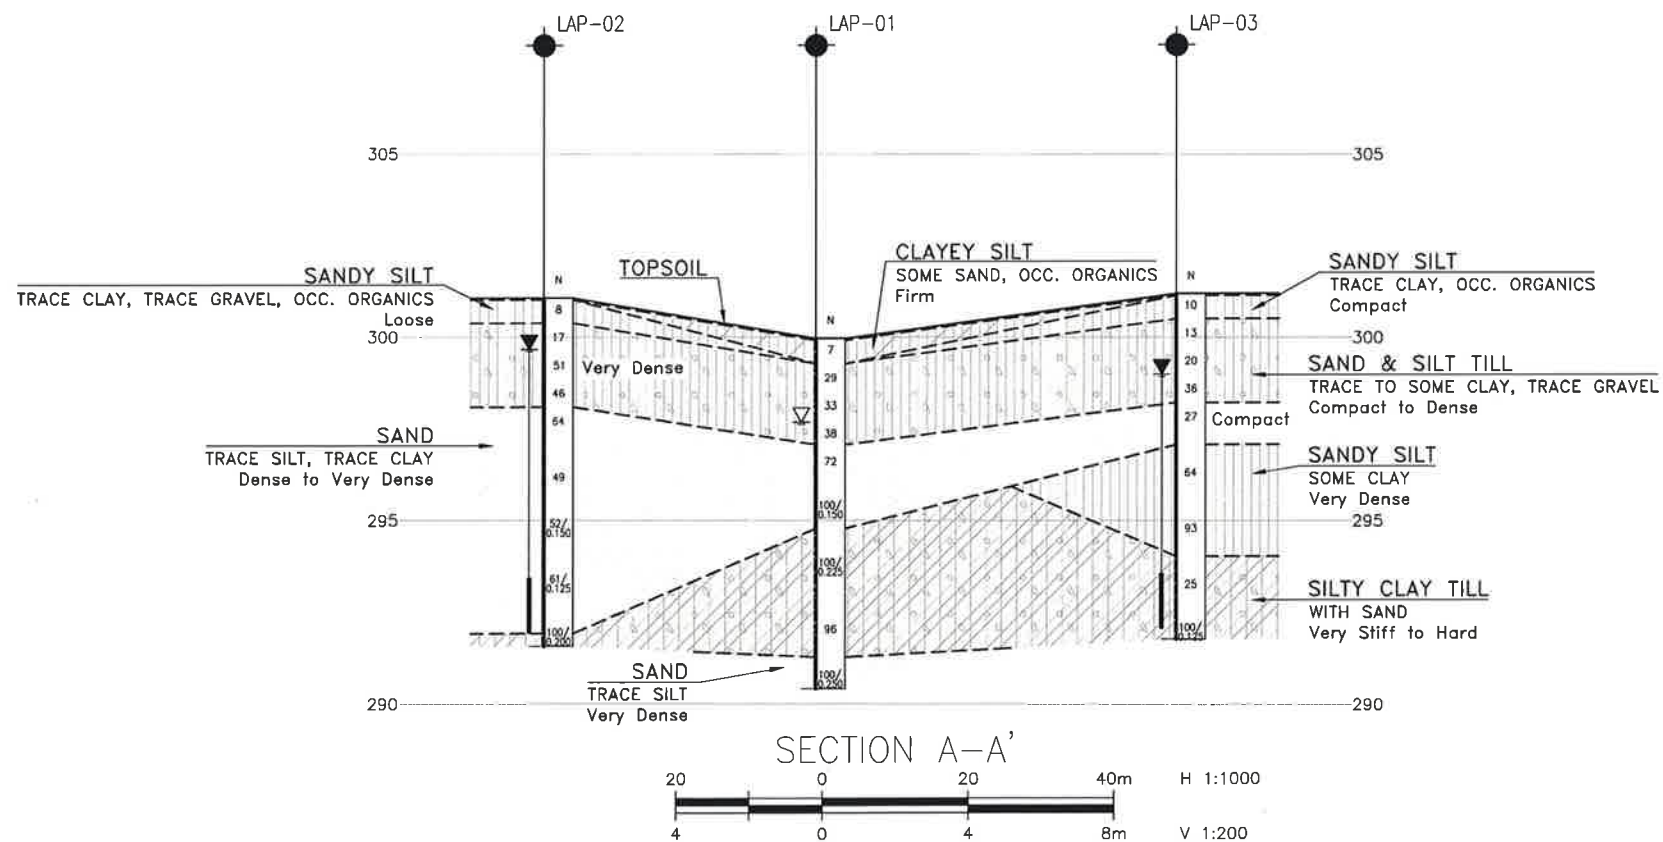 LAP-02
LAP-01
LAP-03
305
305
SANDY SILT
TRACE CLAY, TRACE GRAVEL, OCC. ORGANICS
Loose
TOPSOIL
CLAYEY SILT
SOME SAND, OCC. ORGANICS
Firm
SANDY SILT
TRACE CLAY, OCC. ORGANICS
Compact
300
300
N
8
17
51
46
64
49
52/
0.150
61/
0.125
100/
0.200
Very Dense
N
7
29
33
38
72
100/
0.150
100/
0.225
96
100/
0.250
N
10
13
20
36
27
64
93
25
100/
0.125
Compact
SAND & SILT TILL
TRACE TO SOME CLAY, TRACE GRAVEL
Compact to Dense
SAND
TRACE SILT, TRACE CLAY
Dense to Very Dense
SANDY SILT
SOME CLAY
Very Dense
295
295
SILTY CLAY TILL
WITH SAND
Very Stiff to Hard
SAND
TRACE SILT
Very Dense
290
290
SECTION A-A'
20 0 20 40m H 1:1000
4 0 4 8m V 1:200